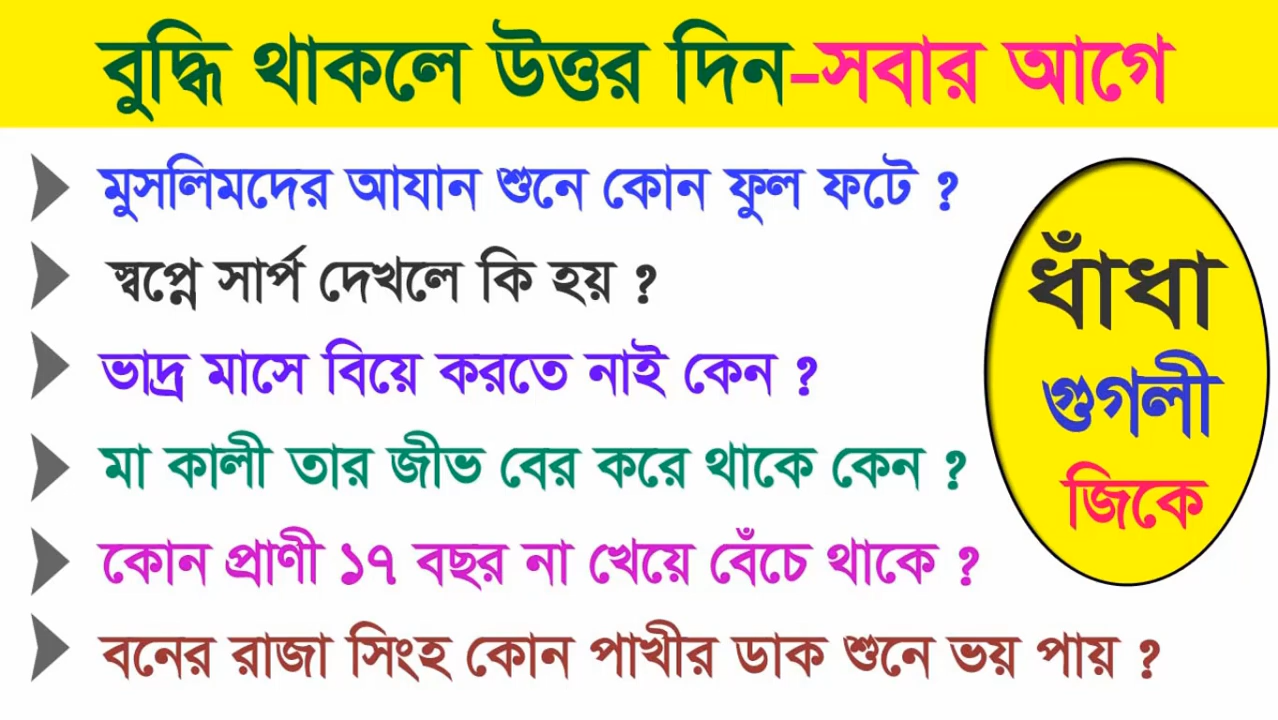 বুদ্ধি থাকলে উত্তর দিন-সবার আগে
মুসলিমদের আযান শুনে কোন ফুল ফটে ?
স্বপ্নে সার্প দেখলে কি হয় ?
ভাদ্র মাসে বিয়ে করতে নাই কেন ?
মা কালী তার জীভ বের করে থাকে কেন ?
কোন প্রাণী ১৭ বছর না খেয়ে বেঁচে থাকে ?
বনের রাজা সিংহ কোন পাখীর ডাক শুনে ভয় পায় ?
ধাঁধা
গুগলী
জিকে